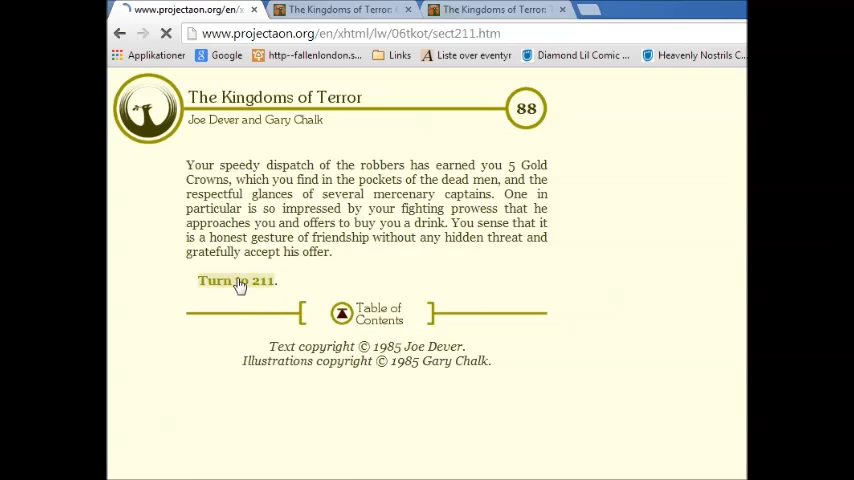 www.projectaon.org/en/x
The Kingdoms of Terror:
The Kingdoms of Terror: T
www.projectaon.org/en/xhtml/lw/06tkot/sect211.htm
Applikationer
Google
http--fallenlondon.s...
Links
Liste over eventyr
Diamond Lil Comic ...
Heavenly Nostrils C...
The Kingdoms of Terror
88
Joe Dever and Gary Chalk
Your speedy dispatch of the robbers has earned you 5 Gold
Crowns, which you find in the pockets of the dead men, and the
respectful glances of several mercenary captains. One in
particular is so impressed by your fighting prowess that he
approaches you and offers to buy you a drink. You sense that it
is a honest gesture of friendship without any hidden threat and
gratefully accept his offer.
Turn to 211.
Table of
Contents
Text copyright © 1985 Joe Dever.
Illustrations copyright © 1985 Gary Chalk.